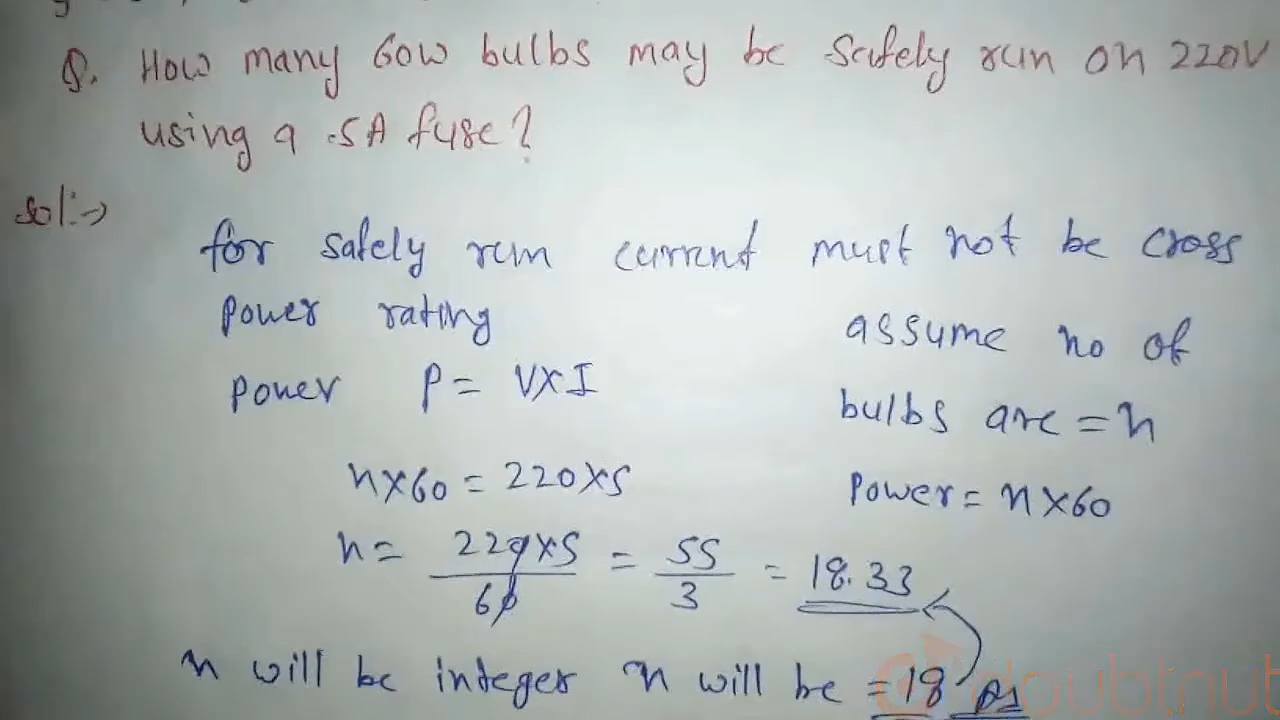 Q. How many 60W bulbs may be safely run on 220V
using a .5A fuse?
Sol:→
for safely run current must not be cross
power rating
assume no of
power P = V×I
bulbs are = n
n×60 = 220×5
Power = n×60
n = 220×5/60 = 55/3 = 18.33
n will be integer n will be = 18
doubtnut